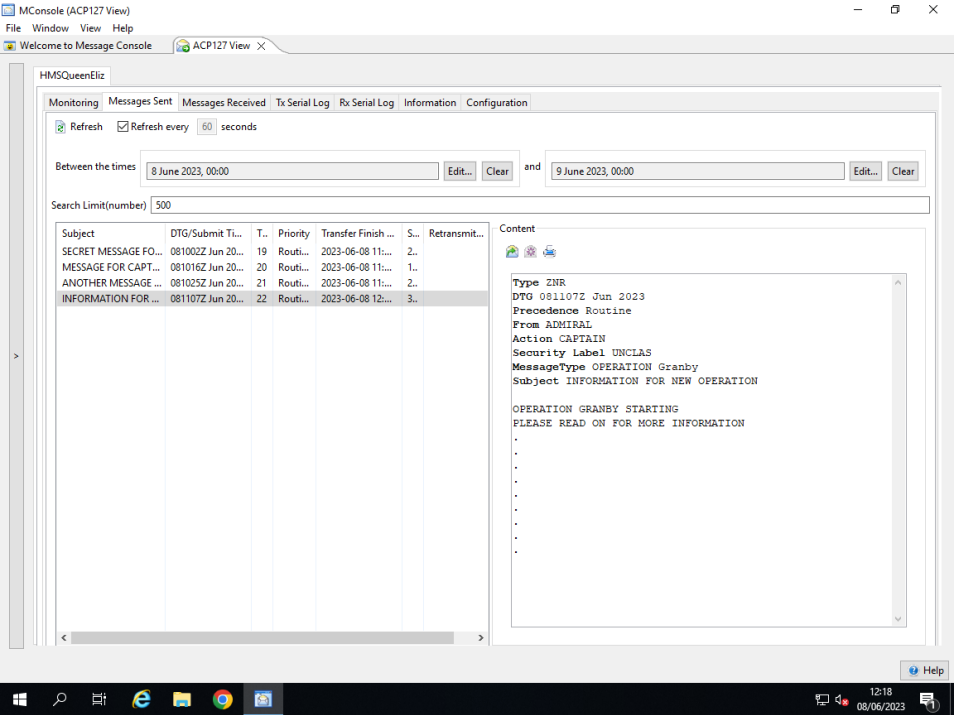 MConsole (ACP127 View)
File Window View Help
Welcome to Message Console ACP127 View
HMSQueenEliz
Monitoring Messages Sent Messages Received Tx Serial Log Rx Serial Log Information Configuration
Refresh Refresh every 60 seconds
Between the times 8 June 2023, 00:00 Edit... Clear and 9 June 2023, 00:00 Edit... Clear
Search Limit(number) 500
Subject DTG/Submit Ti... T.. Priority Transfer Finish ... S... Retransmit...
SECRET MESSAGE FO... 081002Z Jun 20... 19 Routi... 2023-06-08 11:... 2..
MESSAGE FOR CAPT... 081016Z Jun 20... 20 Routi... 2023-06-08 11:... 1..
ANOTHER MESSAGE ... 081025Z Jun 20... 21 Routi... 2023-06-08 11:... 2..
INFORMATION FOR ... 081107Z Jun 20... 22 Routi... 2023-06-08 12:... 3..
Content
Type ZNR
DTG 081107Z Jun 2023
Precedence Routine
From ADMIRAL
Action CAPTAIN
Security Label UNCLAS
MessageType OPERATION Granby
Subject INFORMATION FOR NEW OPERATION
OPERATION GRANBY STARTING
PLEASE READ ON FOR MORE INFORMATION
.
.
.
.
.
.
.
.
.
Help
12:18
08/06/2023
1